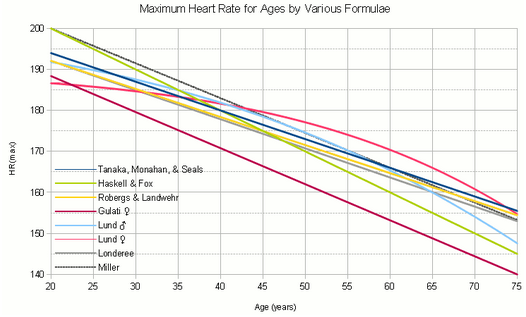 Maximum Heart Rate for Ages by Various Formulae
200
190
180
170
160
150
140
HR(max)
Tanaka, Monahan, & Seals
Haskell & Fox
Robergs & Landwehr
Gulati ♀
Lund ♂
Lund ♀
Londeree
Miller
20 25 30 35 40 45 50 55 60 65 70 75
Age (years)